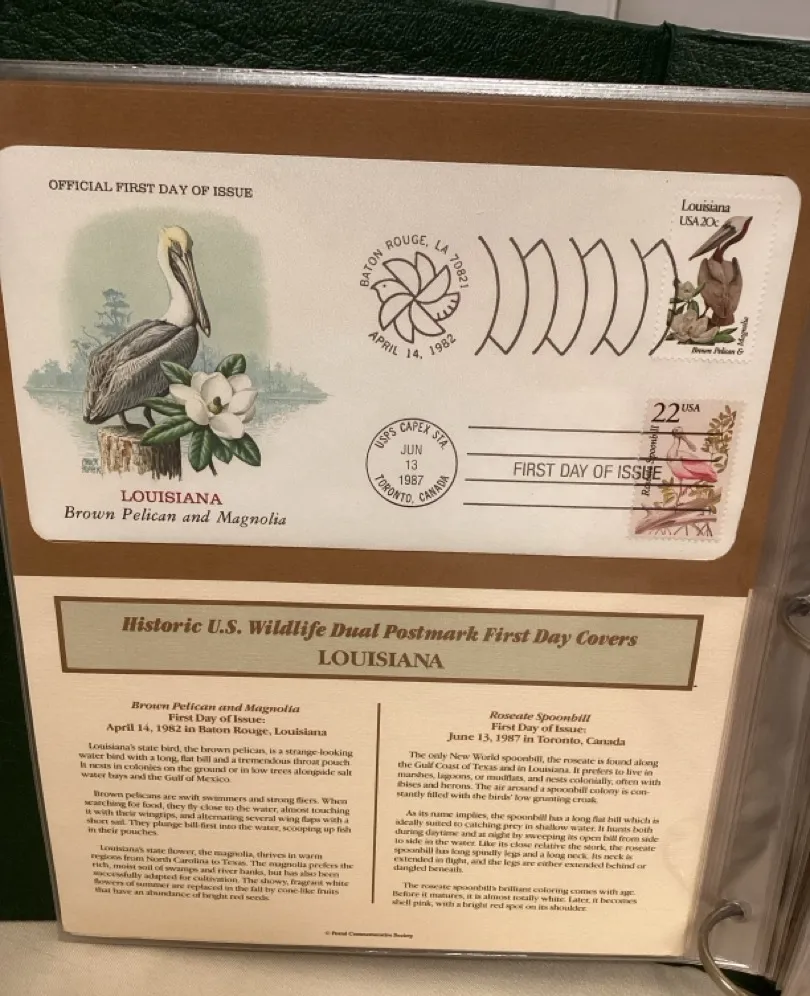 OFFICIAL FIRST DAY OF ISSUE
BATON ROUGE, LA 70821
APRIL 14, 1982
Louisiana
USA 20c
Brown Pelican & Magnolia
USPS CAPEX STA.
JUN
13
1987
TORONTO, CANADA
FIRST DAY OF ISSUE
22 USA
Roseate Spoonbill
LOUISIANA
Brown Pelican and Magnolia
Historic U.S. Wildlife Dual Postmark First Day Covers
LOUISIANA
Brown Pelican and Magnolia
First Day of Issue:
April 14, 1982 in Baton Rouge, Louisiana
Louisiana's state bird, the brown pelican, is a strange-looking
water bird with a long, flat bill and a tremendous throat pouch.
It nests in colonies on the ground or in low trees alongside salt
water bays and the Gulf of Mexico.
Brown pelicans are swift swimmers and strong fliers. When
searching for food, they fly close to the water, almost touching
it with their wingtips, and alternating several wing flaps with a
short sail. They plunge bill-first into the water, scooping up fish
in their pouches.
Louisiana's state flower, the magnolia, thrives in warm
regions from North Carolina to Texas. The magnolia prefers the
rich, moist soil of swamps and river banks, but has also been
successfully adapted for cultivation. The showy, fragrant white
flowers of summer are replaced in the fall by cone-like fruits
that have an abundance of bright red seeds.
Roseate Spoonbill
First Day of Issue:
June 13, 1987 in Toronto, Canada
The only New World spoonbill, the roseate is found along
the Gulf Coast of Texas and in Louisiana. It prefers to live in
marshes, lagoons, or mudflats, and nests colonially, often with
ibises and herons. The air around a spoonbill colony is con-
stantly filled with the birds' low grunting croak.
As its name implies, the spoonbill has a long flat bill which is
ideally suited to catching prey in shallow water. It hunts both
during daytime and at night by sweeping its open bill from side
to side in the water. Like its close relative the stork, the roseate
spoonbill has long spindly legs and a long neck. Its neck is
extended in flight, and the legs are either extended behind or
dangled beneath.
The roseate spoonbill's brilliant coloring comes with age.
Before it matures, it is almost totally white. Later, it becomes
shell pink, with a bright red spot on its shoulder.
© Postal Commemorative Society